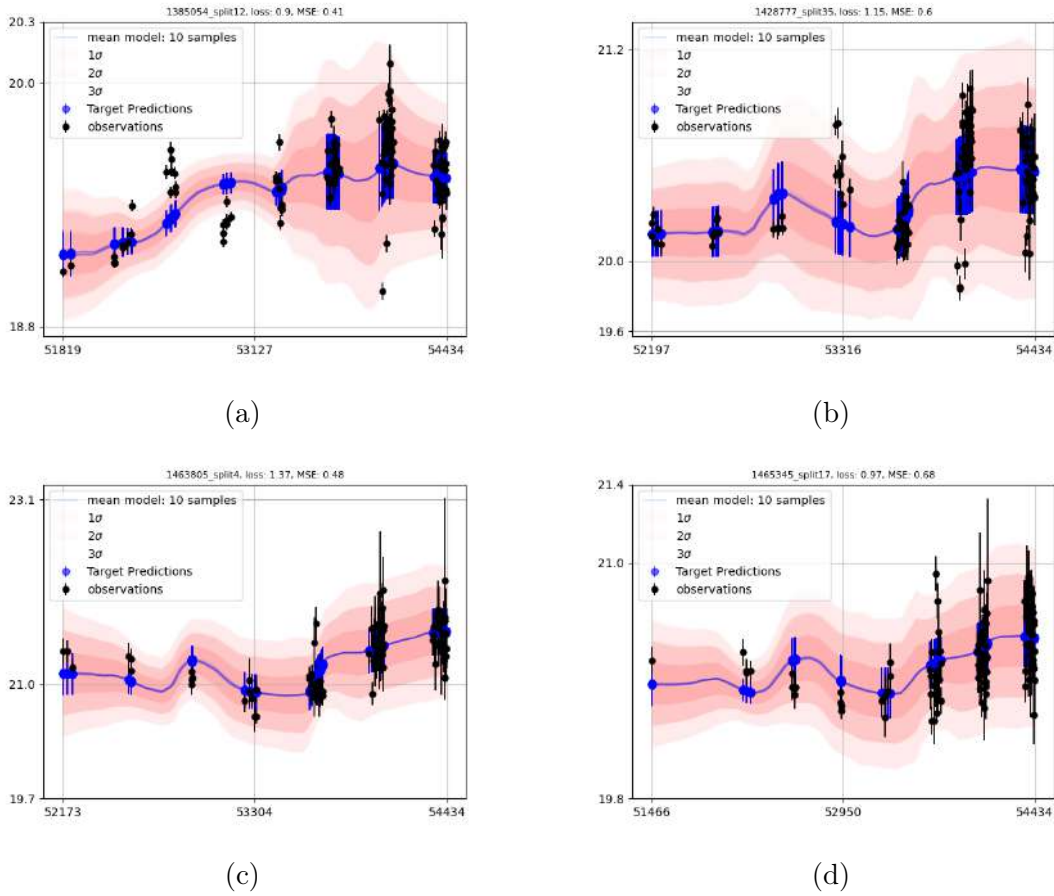 1385054_split12, loss: 0.9, MSE: 0.41
20.3
20.0
18.8
mean model: 10 samples
1σ
2σ
3σ
Target Predictions
observations
51819
53127
54434
(a)
1428777_split35, loss: 1.15, MSE: 0.6
21.2
20.0
19.6
mean model: 10 samples
1σ
2σ
3σ
Target Predictions
observations
52197
53316
54434
(b)
1463805_split4, loss: 1.37, MSE: 0.48
23.1
21.0
19.7
mean model: 10 samples
1σ
2σ
3σ
Target Predictions
observations
52173
53304
54434
(c)
1465345_split17, loss: 0.97, MSE: 0.68
21.4
21.0
19.8
mean model: 10 samples
1σ
2σ
3σ
Target Predictions
observations
51466
52950
54434
(d)